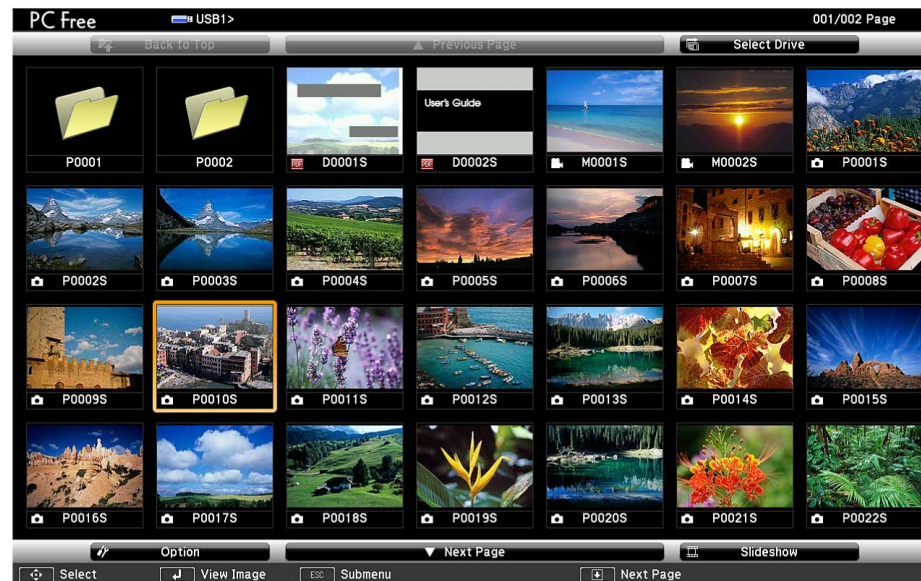 PC Free USB1> 001/002 Page
Back to Top Previous Page Select Drive
User's Guide
P0001 P0002 PDF D0001S PDF D0002S M0001S M0002S P0001S
P0002S P0003S P0004S P0005S P0006S P0007S P0008S
P0009S P0010S P0011S P0012S P0013S P0014S P0015S
P0016S P0017S P0018S P0019S P0020S P0021S P0022S
Option Next Page Slideshow
Select View Image ESC Submenu Next Page